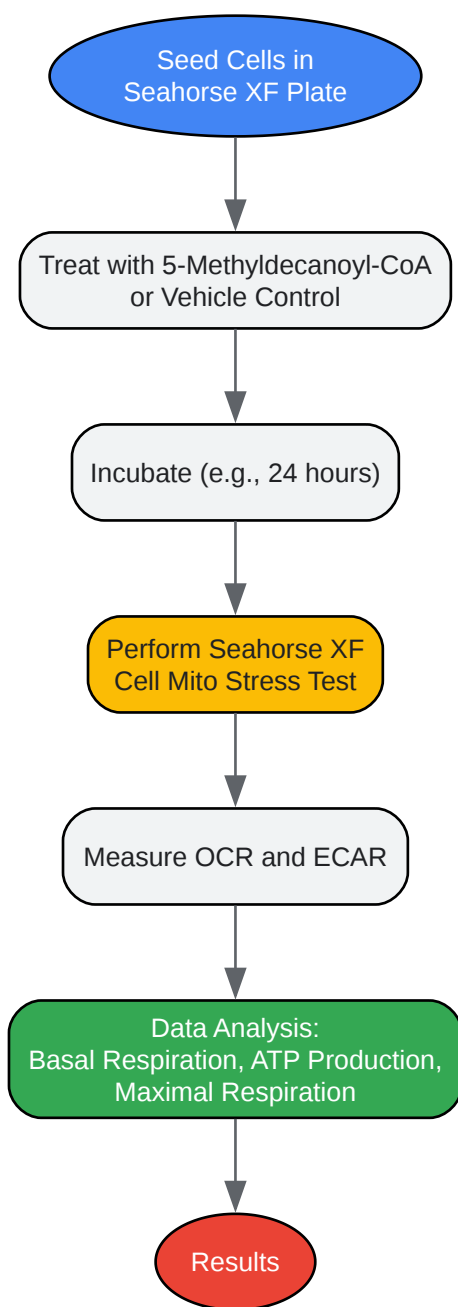 Seed Cells in
Seahorse XF Plate
Treat with 5-Methyldecanoyl-CoA
or Vehicle Control
Incubate (e.g., 24 hours)
Perform Seahorse XF
Cell Mito Stress Test
Measure OCR and ECAR
Data Analysis:
Basal Respiration, ATP Production,
Maximal Respiration
Results